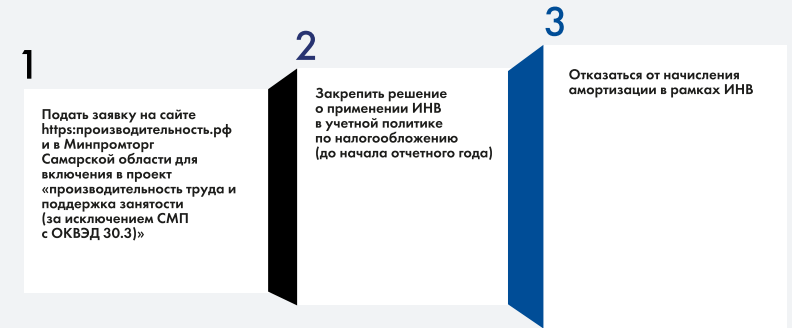 1
Подать заявку на сайте
https:производительность.рф
и в Минпромторг
Самарской области для
включения в проект
«производительность труда и
поддержка занятости
(за исключением СМП
с ОКВЭД 30.3)»
2
Закрепить решение
о применении ИНВ
в учетной политике
по налогообложению
(до начала отчетного года)
3
Отказаться от начисления
амортизации в рамках ИНВ